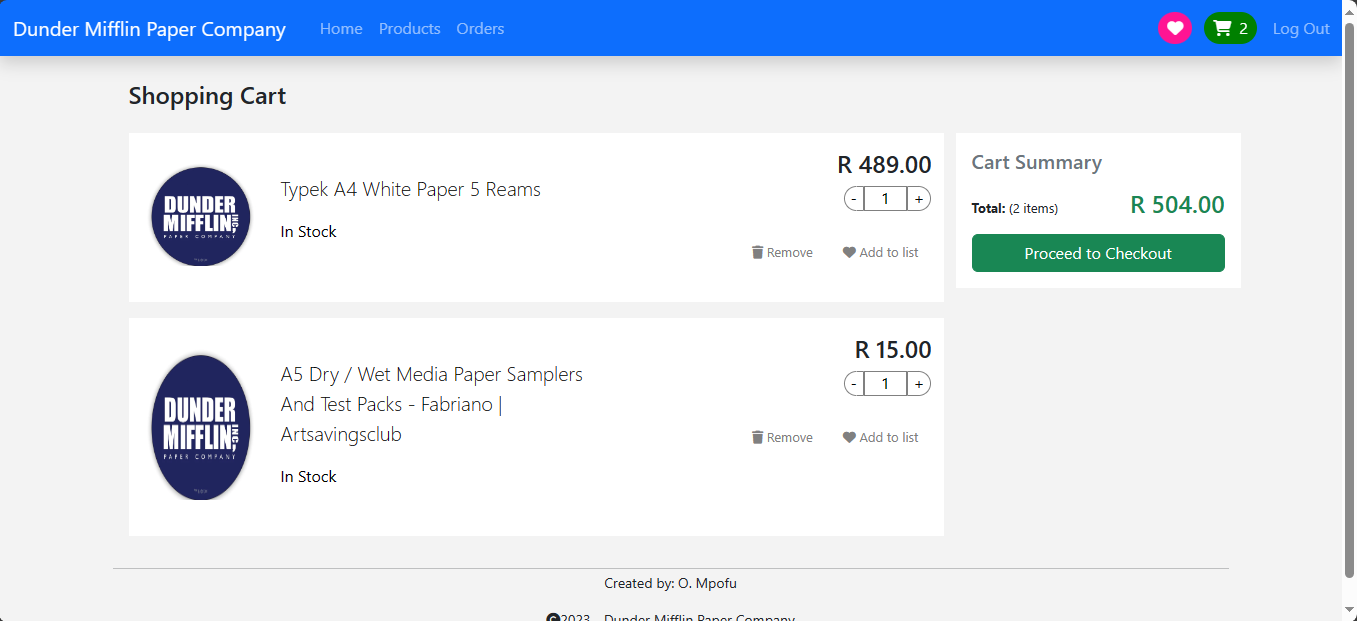 Dunder Mifflin Paper Company Home Products Orders 2 Log Out
Shopping Cart
DUNDER
MIFFLIN, INC
PAPER COMPANY
Typek A4 White Paper 5 Reams
In Stock
R 489.00
- 1 +
Remove Add to list
Cart Summary
Total: (2 items) R 504.00
Proceed to Checkout
DUNDER
MIFFLIN, INC
PAPER COMPANY
A5 Dry / Wet Media Paper Samplers
And Test Packs - Fabriano |
Artsavingsclub
In Stock
R 15.00
- 1 +
Remove Add to list
Created by: O. Mpofu
2023 Dunder Mifflin Paper Company